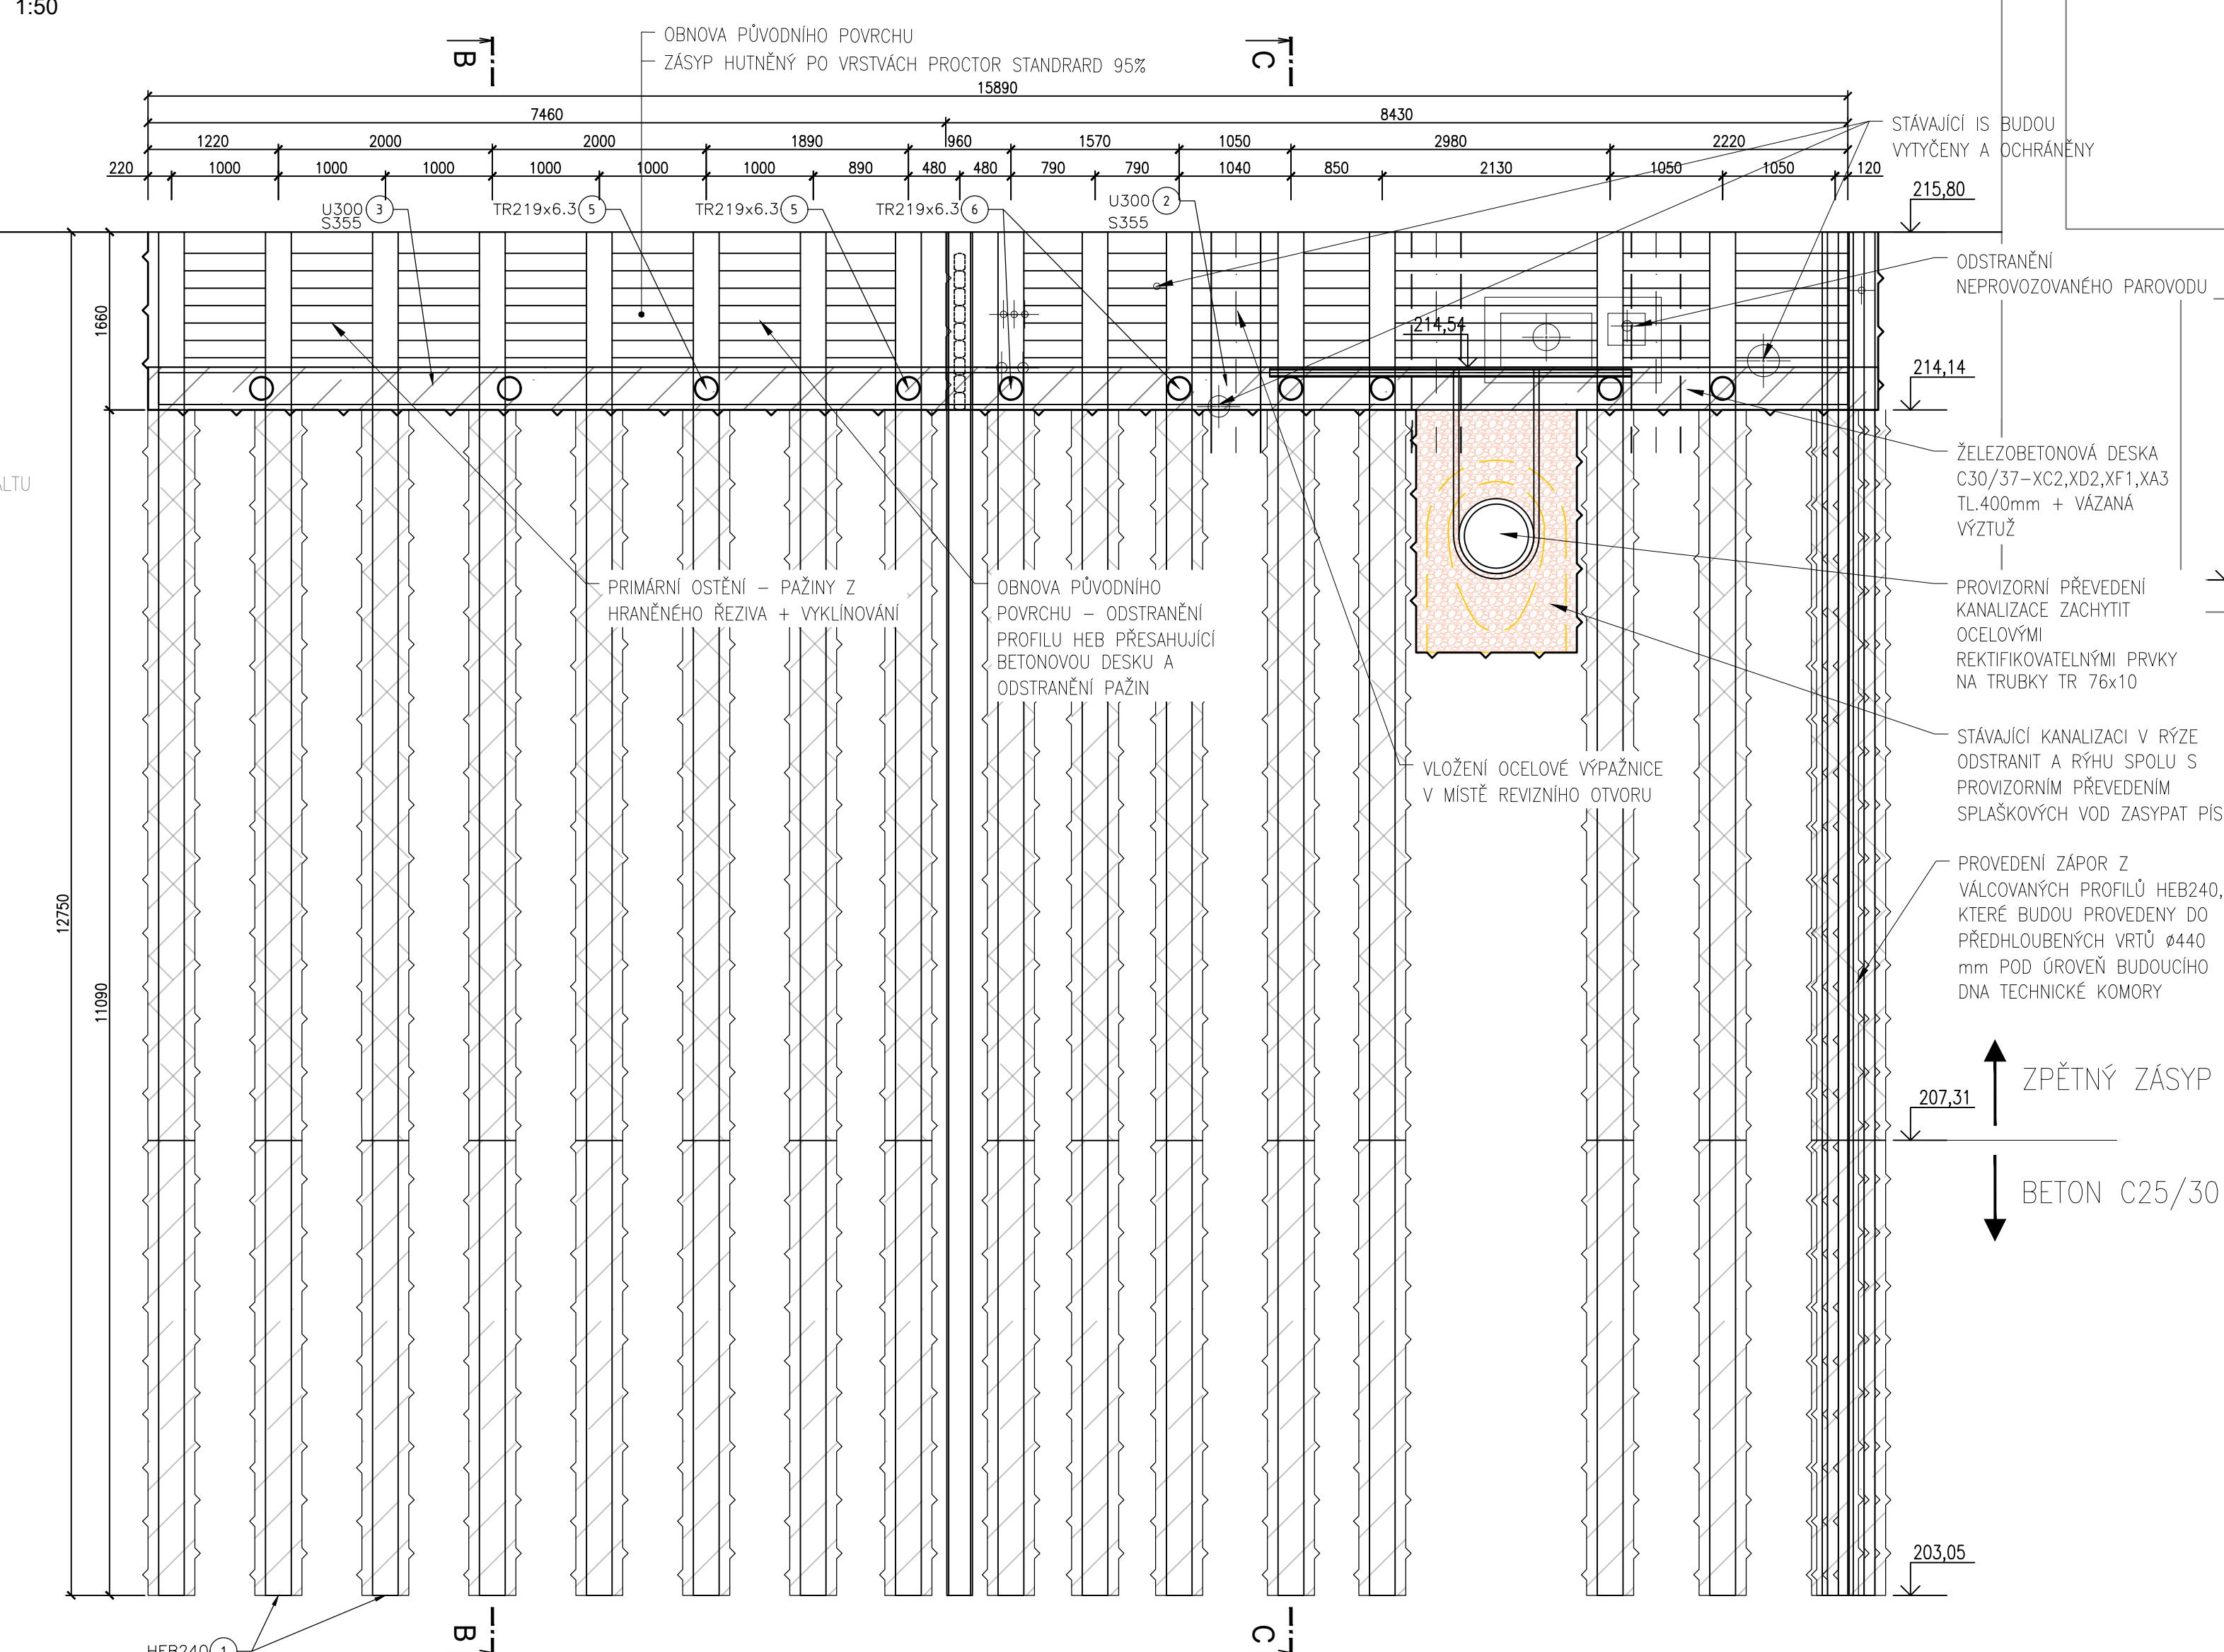 1:50
OBNOVA PŮVODNÍHO POVRCHU
ZÁSYP HUTNĚNÝ PO VRSTVÁCH PROCTOR STANDRARD 95%
B
C
15890
7460
8430
1220
2000
2000
1890
960
1570
1050
2980
2220
220
1000
1000
1000
1000
1000
1000
890
480
480
790
790
1040
850
2130
1050
1050
120
STÁVAJÍCÍ IS BUDOU
VYTYČENY A OCHRÁNĚNY
215,80
U300 3
S355
TR219x6.3 5
TR219x6.3 5
TR219x6.3 6
U300 2
S355
ODSTRANĚNÍ
NEPROVOZOVANÉHO PAROVODU
1660
214,54
214,14
ŽELEZOBETONOVÁ DESKA
C30/37-XC2,XD2,XF1,XA3
TL.400mm + VÁZANÁ
VÝZTUŽ
ALTU
PRIMÁRNÍ OSTĚNÍ - PAŽINY Z
HRANĚNÉHO ŘEZIVA + VYKLÍNOVÁNÍ
OBNOVA PŮVODNÍHO
POVRCHU - ODSTRANĚNÍ
PROFILU HEB PŘESAHUJÍCÍ
BETONOVOU DESKU A
ODSTRANĚNÍ PAŽIN
PROVIZORNÍ PŘEVEDENÍ
KANALIZACE ZACHYTIT
OCELOVÝMI
REKTIFIKOVATELNÝMI PRVKY
NA TRUBKY TR 76x10
VLOŽENÍ OCELOVÉ VÝPAŽNICE
V MÍSTĚ REVIZNÍHO OTVORU
STÁVAJÍCÍ KANALIZACI V RÝZE
ODSTRANIT A RÝHU SPOLU S
PROVIZORNÍM PŘEVEDENÍM
SPLAŠKOVÝCH VOD ZASYPAT PÍS
PROVEDENÍ ZÁPOR Z
VÁLCOVANÝCH PROFILŮ HEB240,
KTERÉ BUDOU PROVEDENY DO
PŘEDHLOUBENÝCH VRTŮ ø440
mm POD ÚROVEŇ BUDOUCÍHO
DNA TECHNICKÉ KOMORY
12750
11090
ZPĚTNÝ ZÁSYP
207,31
BETON C25/30
203,05
HEB240 1
B
C